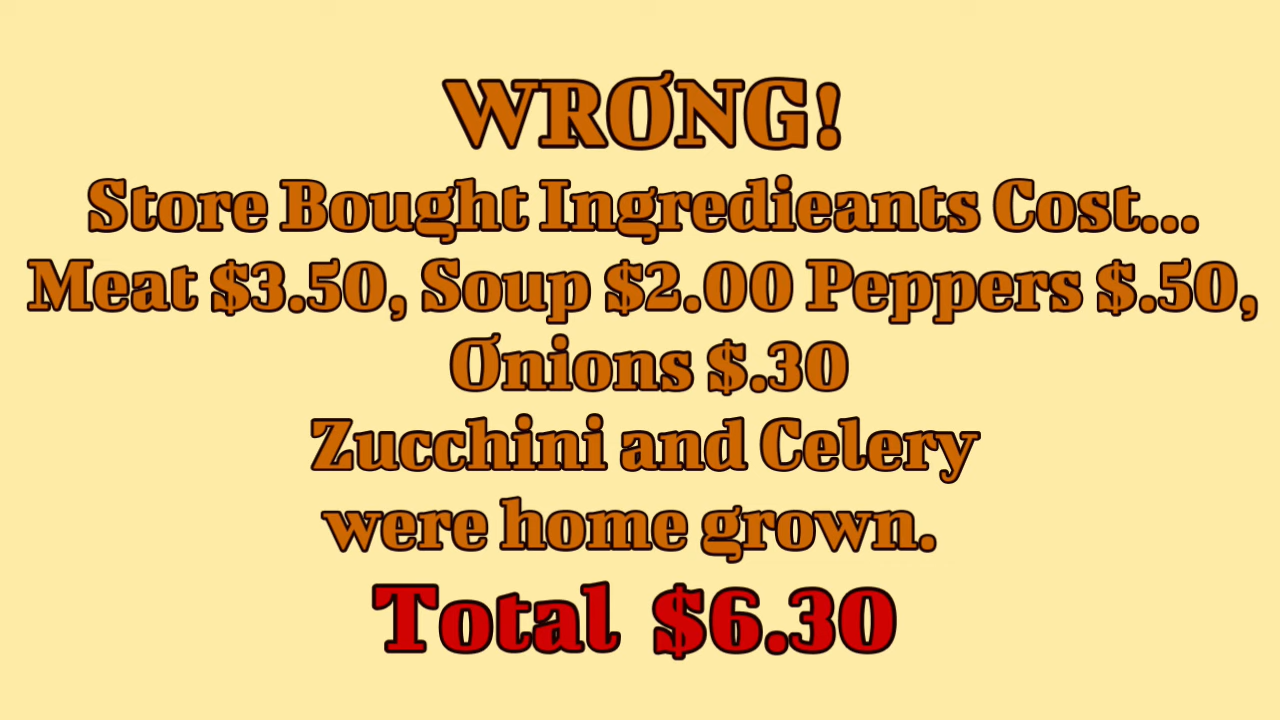 WRONG!
Store Bought Ingredieants Cost...
Meat $3.50, Soup $2.00 Peppers $.50,
Onions $.30
Zucchini and Celery
were home grown.
Total $6.30